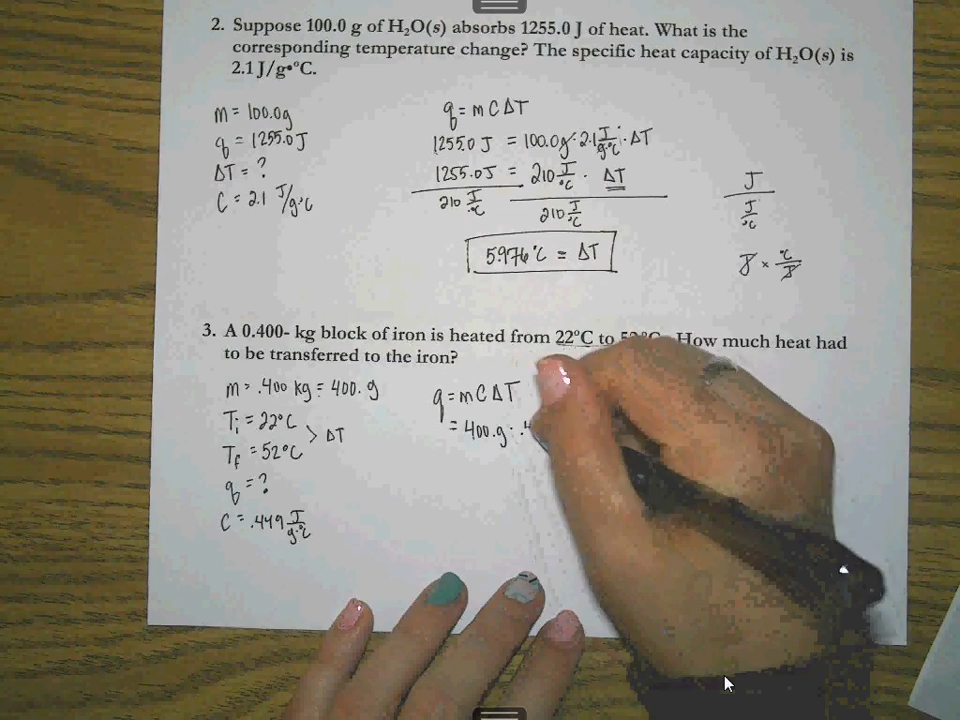 2. Suppose 100.0 g of H₂O(s) absorbs 1255.0 J of heat. What is the
corresponding temperature change? The specific heat capacity of H₂O(s) is
2.1 J/g•°C.
m = 100.0g
q = 1255.0 J
ΔT = ?
C = 2.1 J/g·°C
q = mCΔT
1255.0 J = 100.0g · 2.1 J/g·°C · ΔT
1255.0J = 210 J/°C · ΔT
210 J/°C 210 J/°C
5.976°C = ΔT
J
J/°C
J × °C/J
3. A 0.400- kg block of iron is heated from 22°C to How much heat had
to be transferred to the iron?
m = .400 kg = 400. g
Ti = 22°C
Tf = 52°C > ΔT
q = ?
C = .449 J/g·°C
q = mCΔT
= 400.g · .4